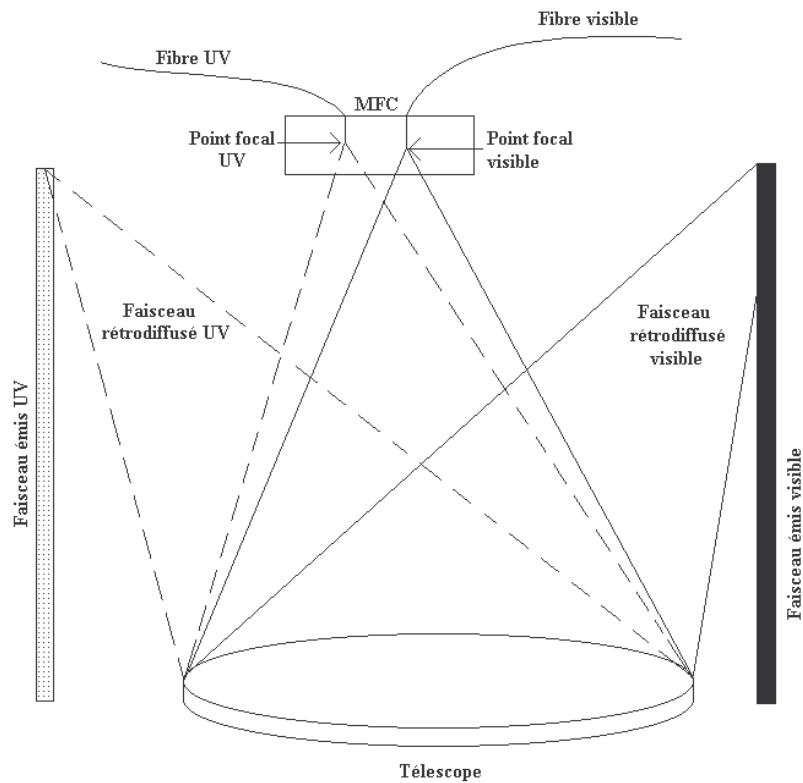 Fibre visible
Fibre UV
MFC
Point focal
UV
Point focal
visible
Faisceau
rétrodiffusé UV
Faisceau
rétrodiffusé
visible
Faisceau émis UV
Faisceau émis visible
Télescope